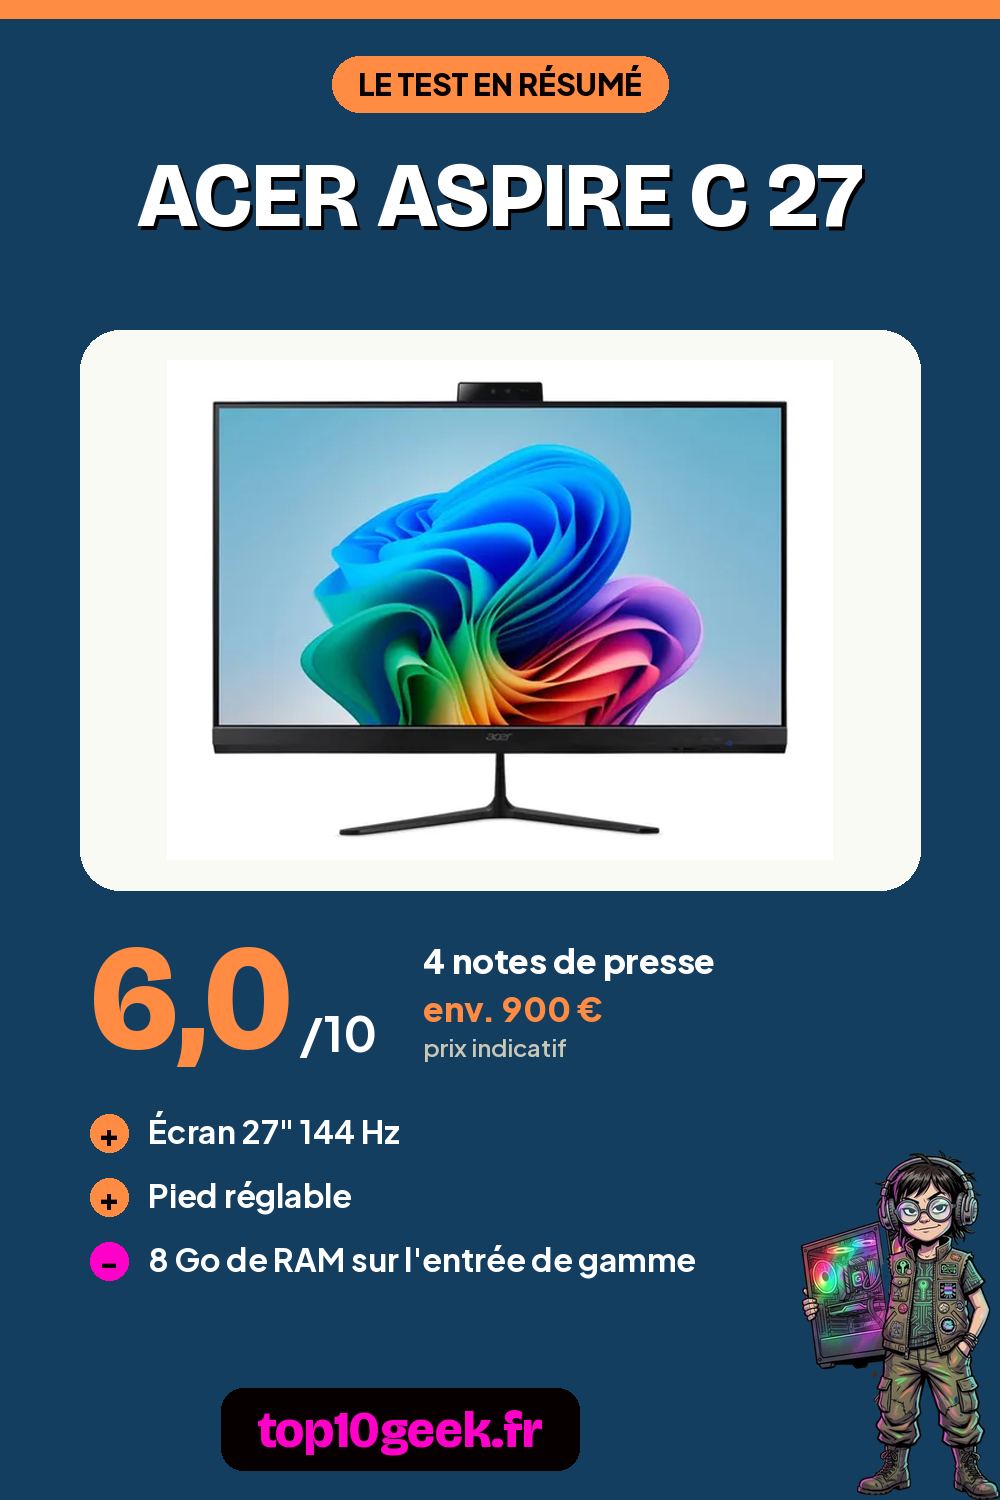 LE TEST EN RÉSUMÉ
ACER ASPIRE C 27
acer
6,0 /10
4 notes de presse
env. 900 €
prix indicatif
+ Écran 27" 144 Hz
+ Pied réglable
- 8 Go de RAM sur l'entrée de gamme
top10geek.fr